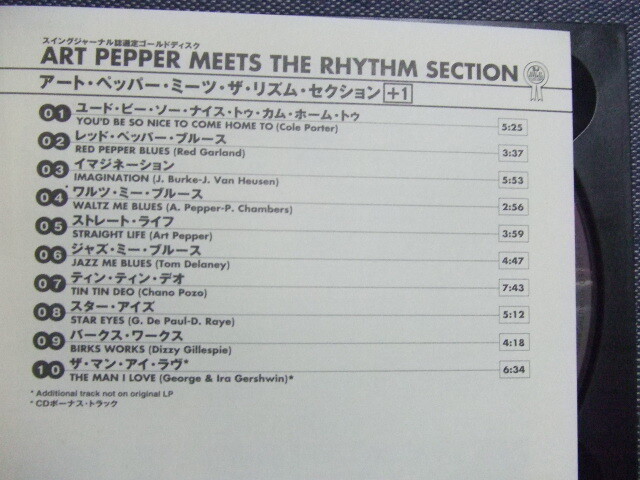 スイングジャーナル誌選定ゴールドディスク
ART PEPPER MEETS THE RHYTHM SECTION
アート・ペッパー・ミーツ・ザ・リズム・セクション +1
01 ユード・ビー・ソー・ナイス・トゥ・カム・ホーム・トゥ
YOU'D BE SO NICE TO COME HOME TO (Cole Porter) 5:25
02 レッド・ペッパー・ブルース
RED PEPPER BLUES (Red Garland) 3:37
03 イマジネーション
IMAGINATION (J. Burke-J. Van Heusen) 5:53
04 ワルツ・ミー・ブルース
WALTZ ME BLUES (A. Pepper-P. Chambers) 2:56
05 ストレート・ライフ
STRAIGHT LIFE (Art Pepper) 3:59
06 ジャズ・ミー・ブルース
JAZZ ME BLUES (Tom Delaney) 4:47
07 ティン・ティン・デオ
TIN TIN DEO (Chano Pozo) 7:43
08 スター・アイズ
STAR EYES (G. De Paul-D. Raye) 5:12
09 バークス・ワークス
BIRKS WORKS (Dizzy Gillespie) 4:18
10 ザ・マン・アイ・ラヴ*
THE MAN I LOVE (George & Ira Gershwin)* 6:34
* Additional track not on original LP
* CDボーナス・トラック